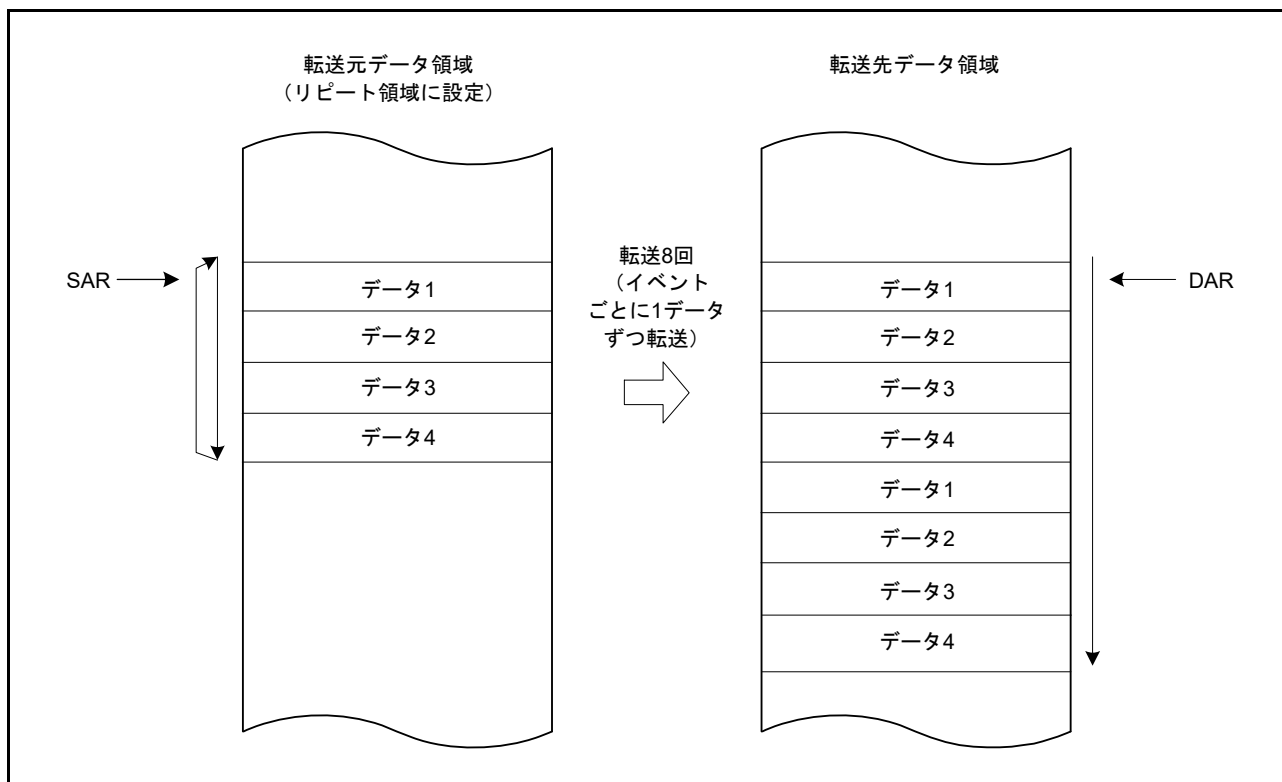 転送元データ領域
（リピート領域に設定）
転送先データ領域
SAR
データ1
データ2
データ3
データ4
転送8回
（イベント
ごとに1データ
ずつ転送）
データ1
データ2
データ3
データ4
データ1
データ2
データ3
データ4
DAR